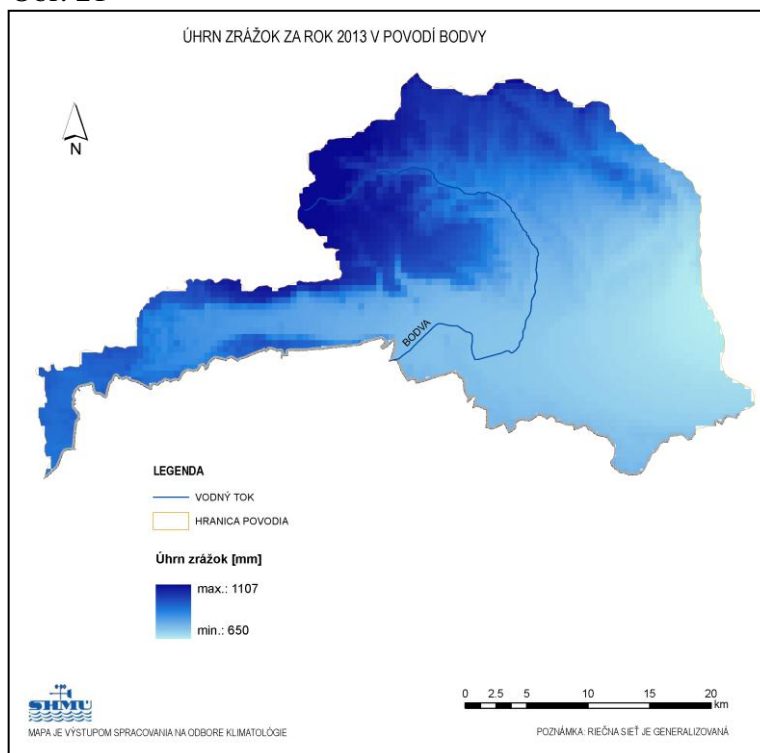 ÚHRN ZRÁŽOK ZA ROK 2013 V POVODÍ BODVY
N
BODVA
LEGENDA
VODNÝ TOK
HRANICA POVODIA
Úhrn zrážok [mm]
max.: 1107
min.: 650
SHMÚ
0 2.5 5 10 15 20
km
MAPA JE VÝSTUPOM SPRACOVANIA NA ODBORE KLIMATOLÓGIE
POZNÁMKA: RIEČNA SIEŤ JE GENERALIZOVANÁ